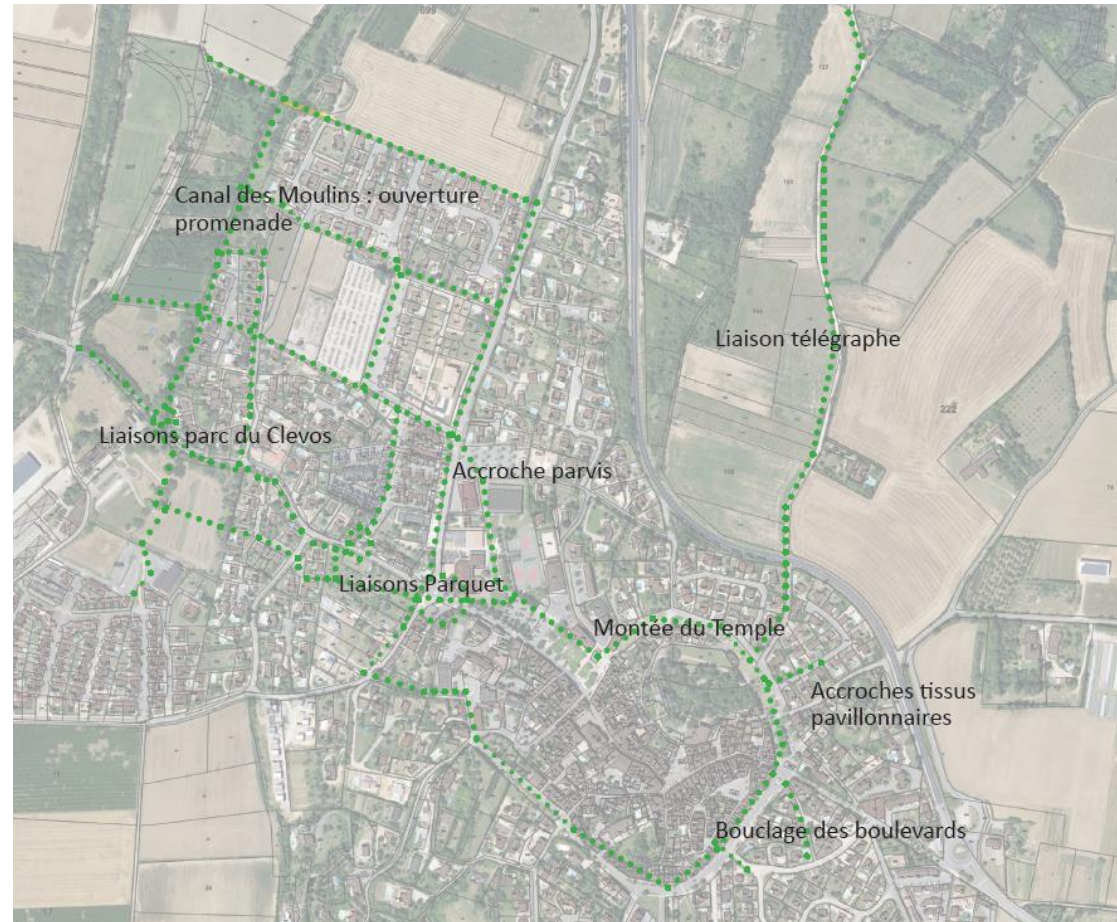 Canal des Moulins : ouverture
promenade
Liaison télégraphe
Liaisons parc du Clevos
Accroche parvis
Liaisons Parquet
Montée du Temple
Accroches tissus
pavillonnaires
Bouclage des boulevards